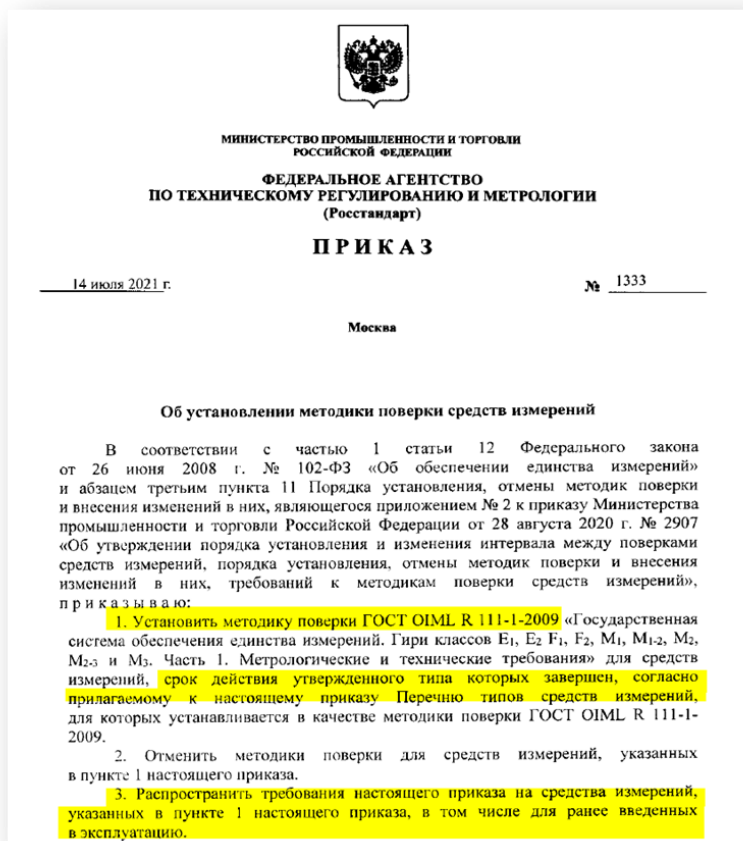 МИНИСТЕРСТВО ПРОМЫШЛЕННОСТИ И ТОРГОВЛИ
РОССИЙСКОЙ ФЕДЕРАЦИИ
ФЕДЕРАЛЬНОЕ АГЕНТСТВО
ПО ТЕХНИЧЕСКОМУ РЕГУЛИРОВАНИЮ И МЕТРОЛОГИИ
(Росстандарт)
ПРИКАЗ
14 июля 2021 г.
№ 1333
Москва
Об установлении методики поверки средств измерений
В соответствии с частью 1 статьи 12 Федерального закона
от 26 июня 2008 г. № 102-ФЗ «Об обеспечении единства измерений»
и абзацем третьим пункта 11 Порядка установления, отмены методик поверки
и внесения изменений в них, являющегося приложением № 2 к приказу Министерства
промышленности и торговли Российской Федерации от 28 августа 2020 г. № 2907
«Об утверждении порядка установления и изменения интервала между поверками
средств измерений, порядка установления, отмены методик поверки и внесения
изменений в них, требований к методикам поверки средств измерений»,
п р и к а з ы в а ю:
1. Установить методику поверки ГОСТ OIML R 111-1-2009 «Государственная
система обеспечения единства измерений. Гири классов E₁, E₂ F₁, F₂, M₁, M₁₋₂, M₂,
M₂₋₃ и M₃. Часть 1. Метрологические и технические требования» для средств
измерений, срок действия утвержденного типа которых завершен, согласно
прилагаемому к настоящему приказу Перечню типов средств измерений,
для которых устанавливается в качестве методики поверки ГОСТ OIML R 111-1-
2009.
2. Отменить методики поверки для средств измерений, указанных
в пункте 1 настоящего приказа.
3. Распространить требования настоящего приказа на средства измерений,
указанных в пункте 1 настоящего приказа, в том числе для ранее введенных
в эксплуатацию.